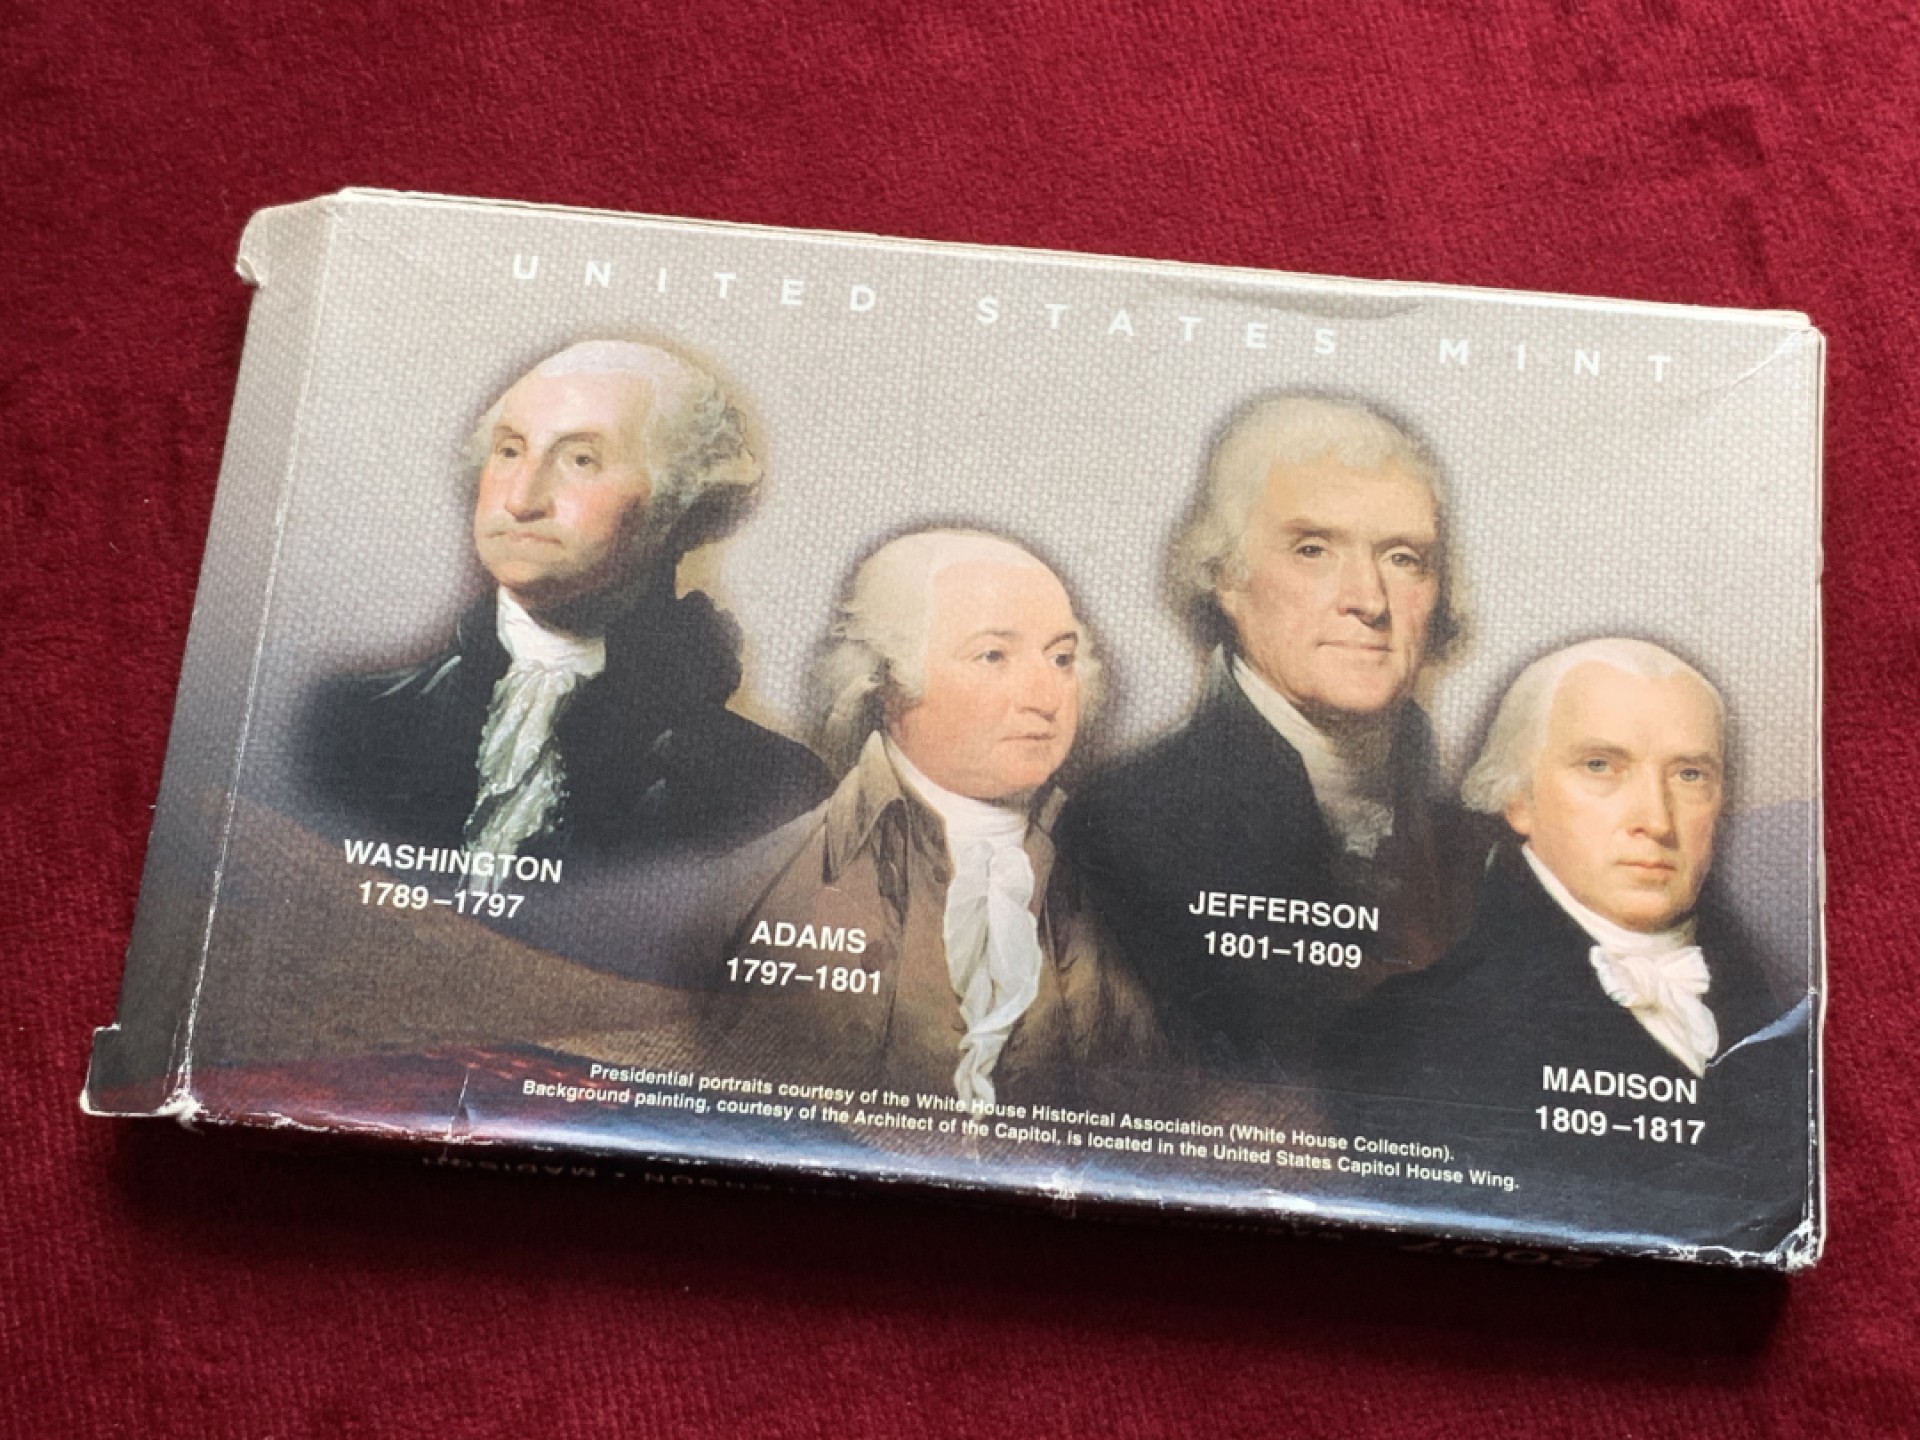 UNITED STATES MINT
WASHINGTON
1789–1797
ADAMS
1797–1801
JEFFERSON
1801–1809
MADISON
1809–1817
Presidential portraits courtesy of the White House Historical Association (White House Collection).
Background painting, courtesy of the Architect of the Capitol, is located in the United States Capitol House Wing.
MADISON
2007